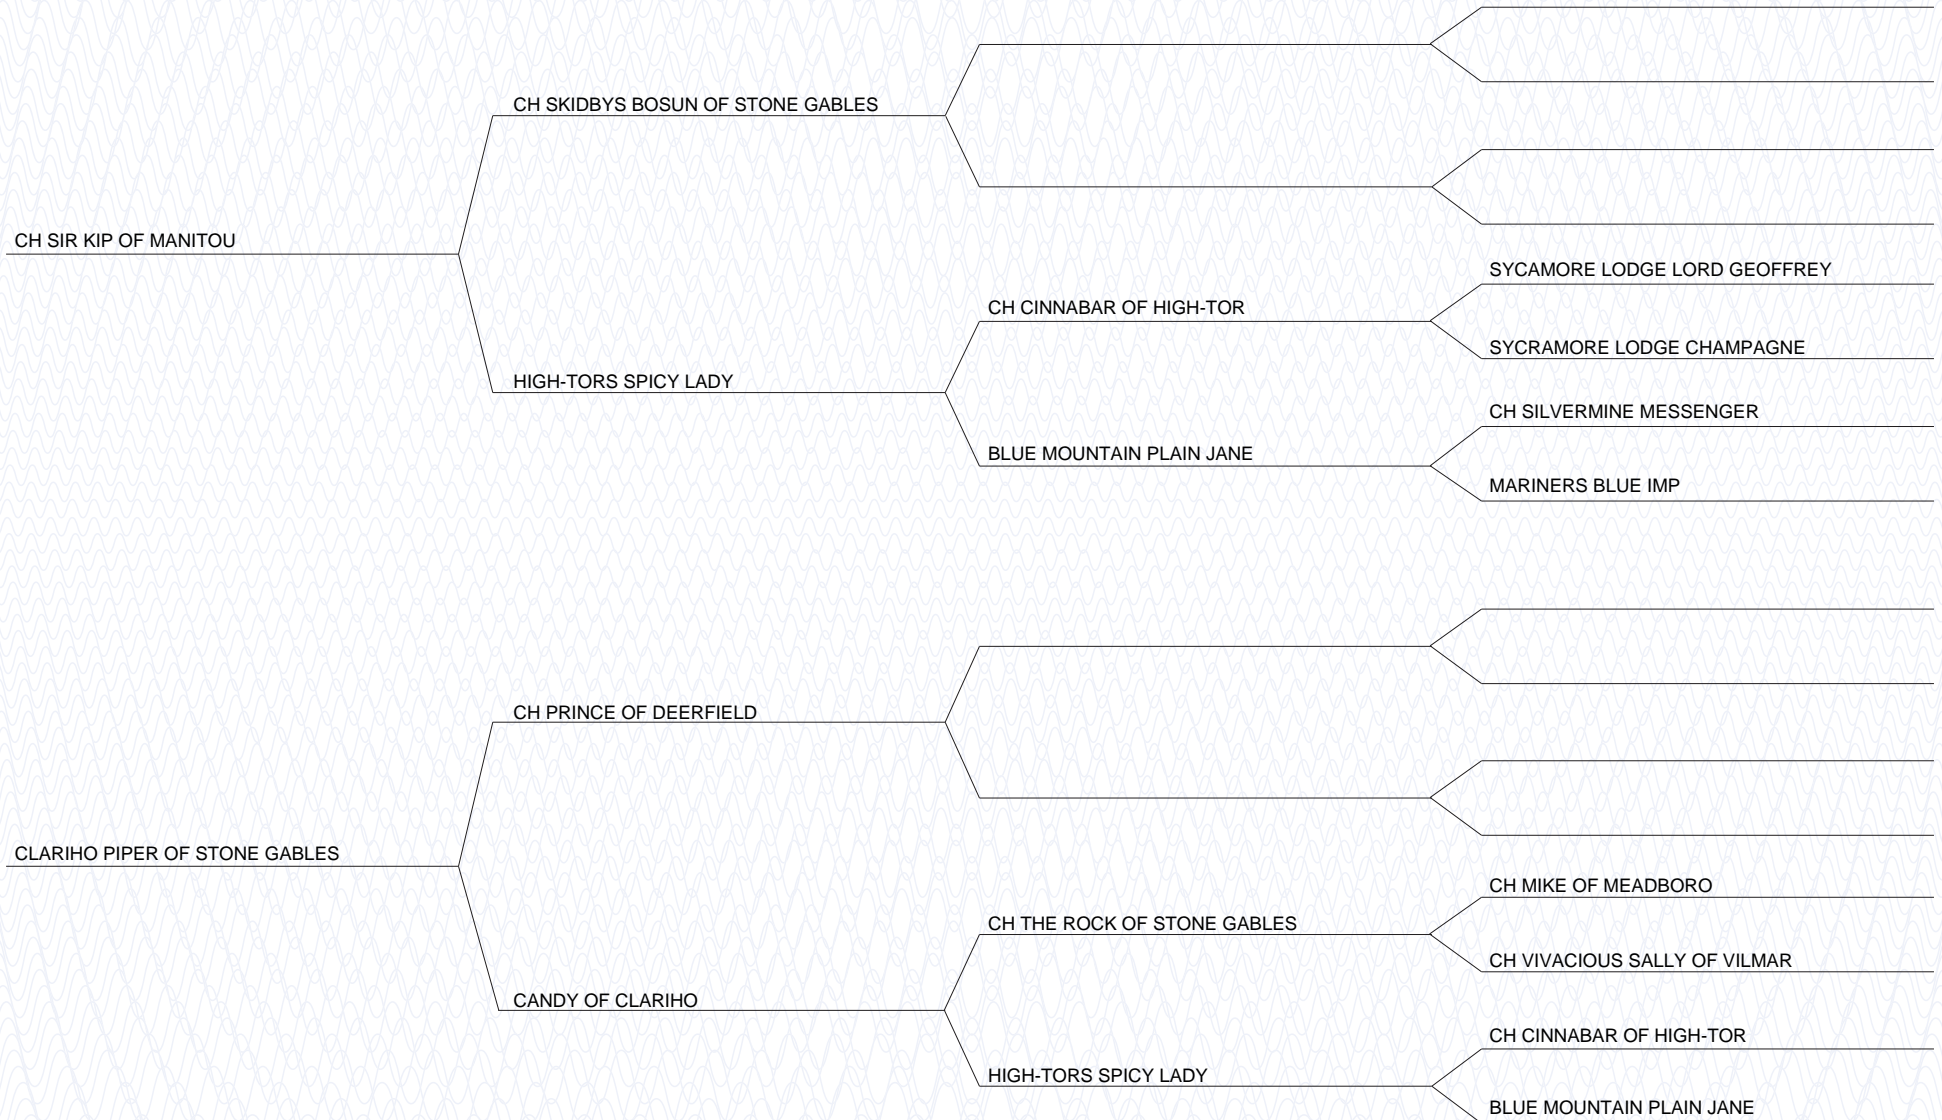 CH SKIDBYS BOSUN OF STONE GABLES
CH SIR KIP OF MANITOU
SYCAMORE LODGE LORD GEOFFREY
CH CINNABAR OF HIGH-TOR
SYCRAMORE LODGE CHAMPAGNE
HIGH-TORS SPICY LADY
CH SILVERMINE MESSENGER
BLUE MOUNTAIN PLAIN JANE
MARINERS BLUE IMP
CH PRINCE OF DEERFIELD
CLARIHO PIPER OF STONE GABLES
CH MIKE OF MEADBORO
CH THE ROCK OF STONE GABLES
CH VIVACIOUS SALLY OF VILMAR
CANDY OF CLARIHO
CH CINNABAR OF HIGH-TOR
HIGH-TORS SPICY LADY
BLUE MOUNTAIN PLAIN JANE